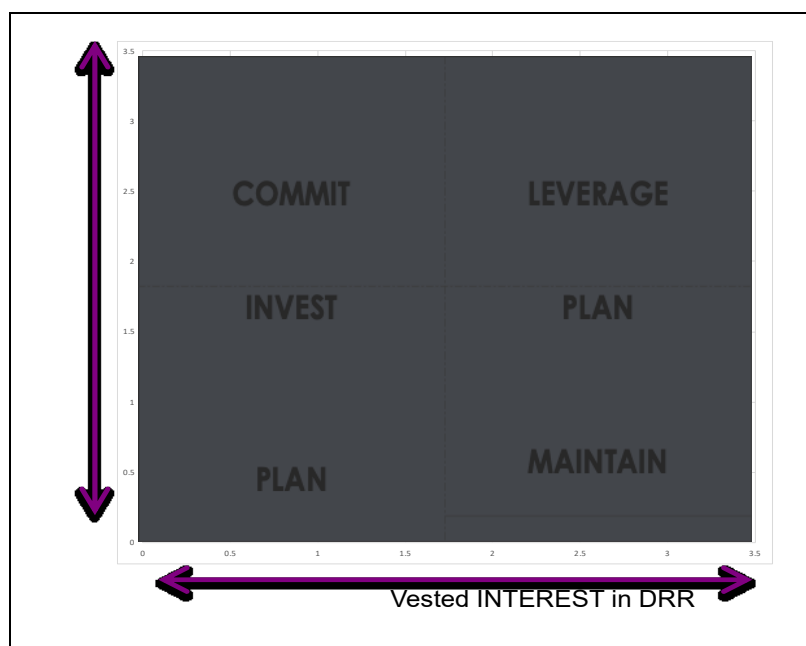 3.5
3
COMMIT LEVERAGE
2.5
2
INVEST PLAN
1.5
1
PLAN MAINTAIN
0.5
0
0 0.5 1 1.5 2 2.5 3 3.5
Vested INTEREST in DRR